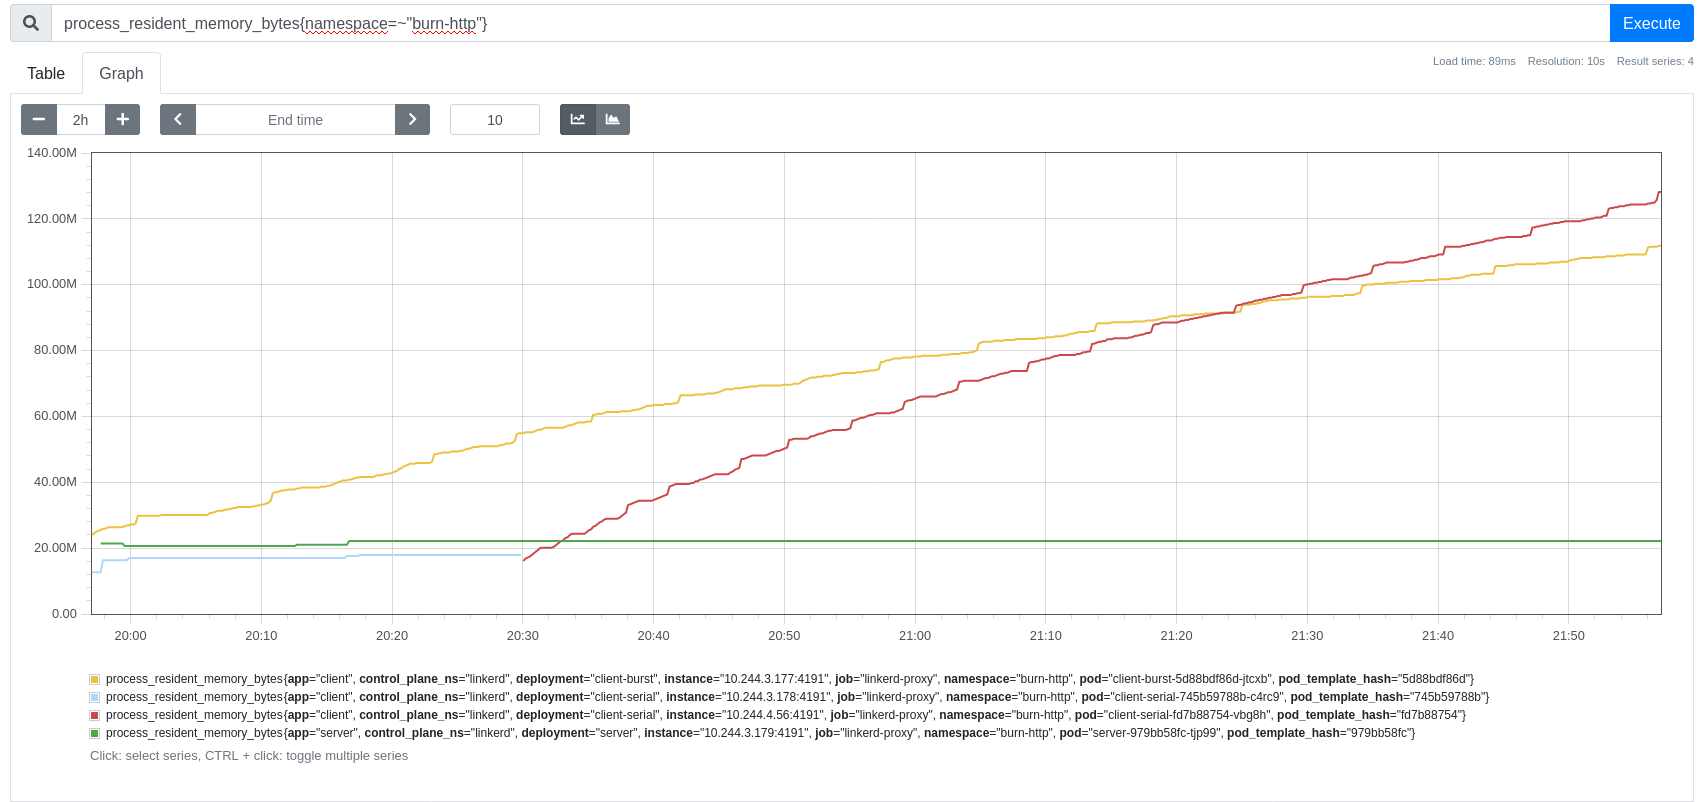 process_resident_memory_bytes{namespace=~"burn-http"}
Execute
Table
Graph
Load time: 89ms Resolution: 10s Result series: 4
2h
End time
10
140.00M
120.00M
100.00M
80.00M
60.00M
40.00M
20.00M
0.00
20:00 20:10 20:20 20:30 20:40 20:50 21:00 21:10 21:20 21:30 21:40 21:50
process_resident_memory_bytes{app="client", control_plane_ns="linkerd", deployment="client-burst", instance="10.244.3.177:4191", job="linkerd-proxy", namespace="burn-http", pod="client-burst-5d88bdf86d-jtcxb", pod_template_hash="5d88bdf86d"}
process_resident_memory_bytes{app="client", control_plane_ns="linkerd", deployment="client-serial", instance="10.244.3.178:4191", job="linkerd-proxy", namespace="burn-http", pod="client-serial-745b59788b-c4rc9", pod_template_hash="745b59788b"}
process_resident_memory_bytes{app="client", control_plane_ns="linkerd", deployment="client-serial", instance="10.244.4.56:4191", job="linkerd-proxy", namespace="burn-http", pod="client-serial-fd7b88754-vbg8h", pod_template_hash="fd7b88754"}
process_resident_memory_bytes{app="server", control_plane_ns="linkerd", deployment="server", instance="10.244.3.179:4191", job="linkerd-proxy", namespace="burn-http", pod="server-979bb58fc-tjp99", pod_template_hash="979bb58fc"}
Click: select series, CTRL + click: toggle multiple series